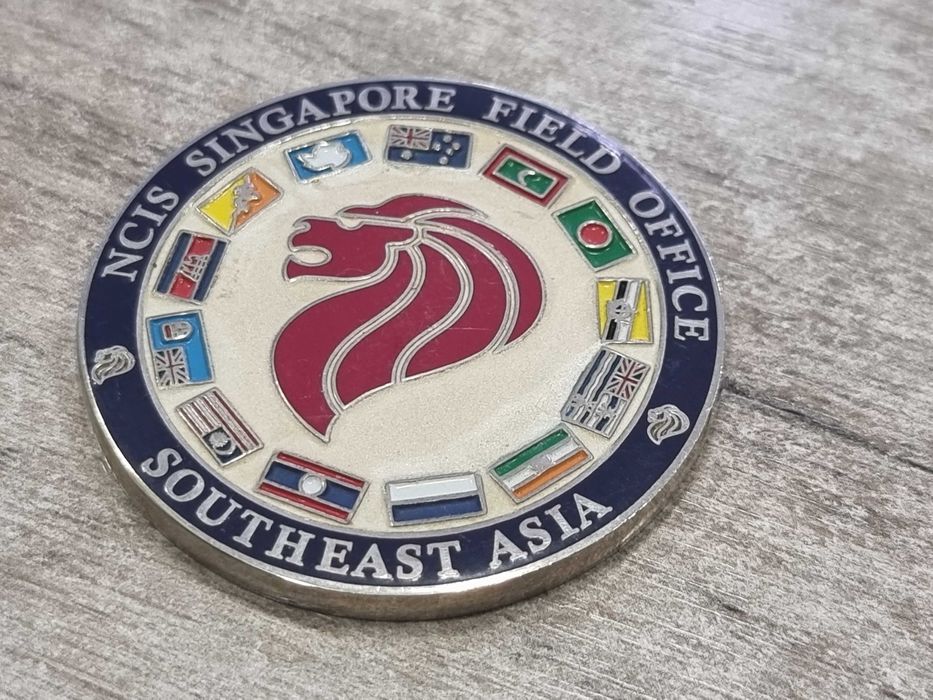 NCIS SINGAPORE FIELD OFFICE
SOUTHEAST ASIA